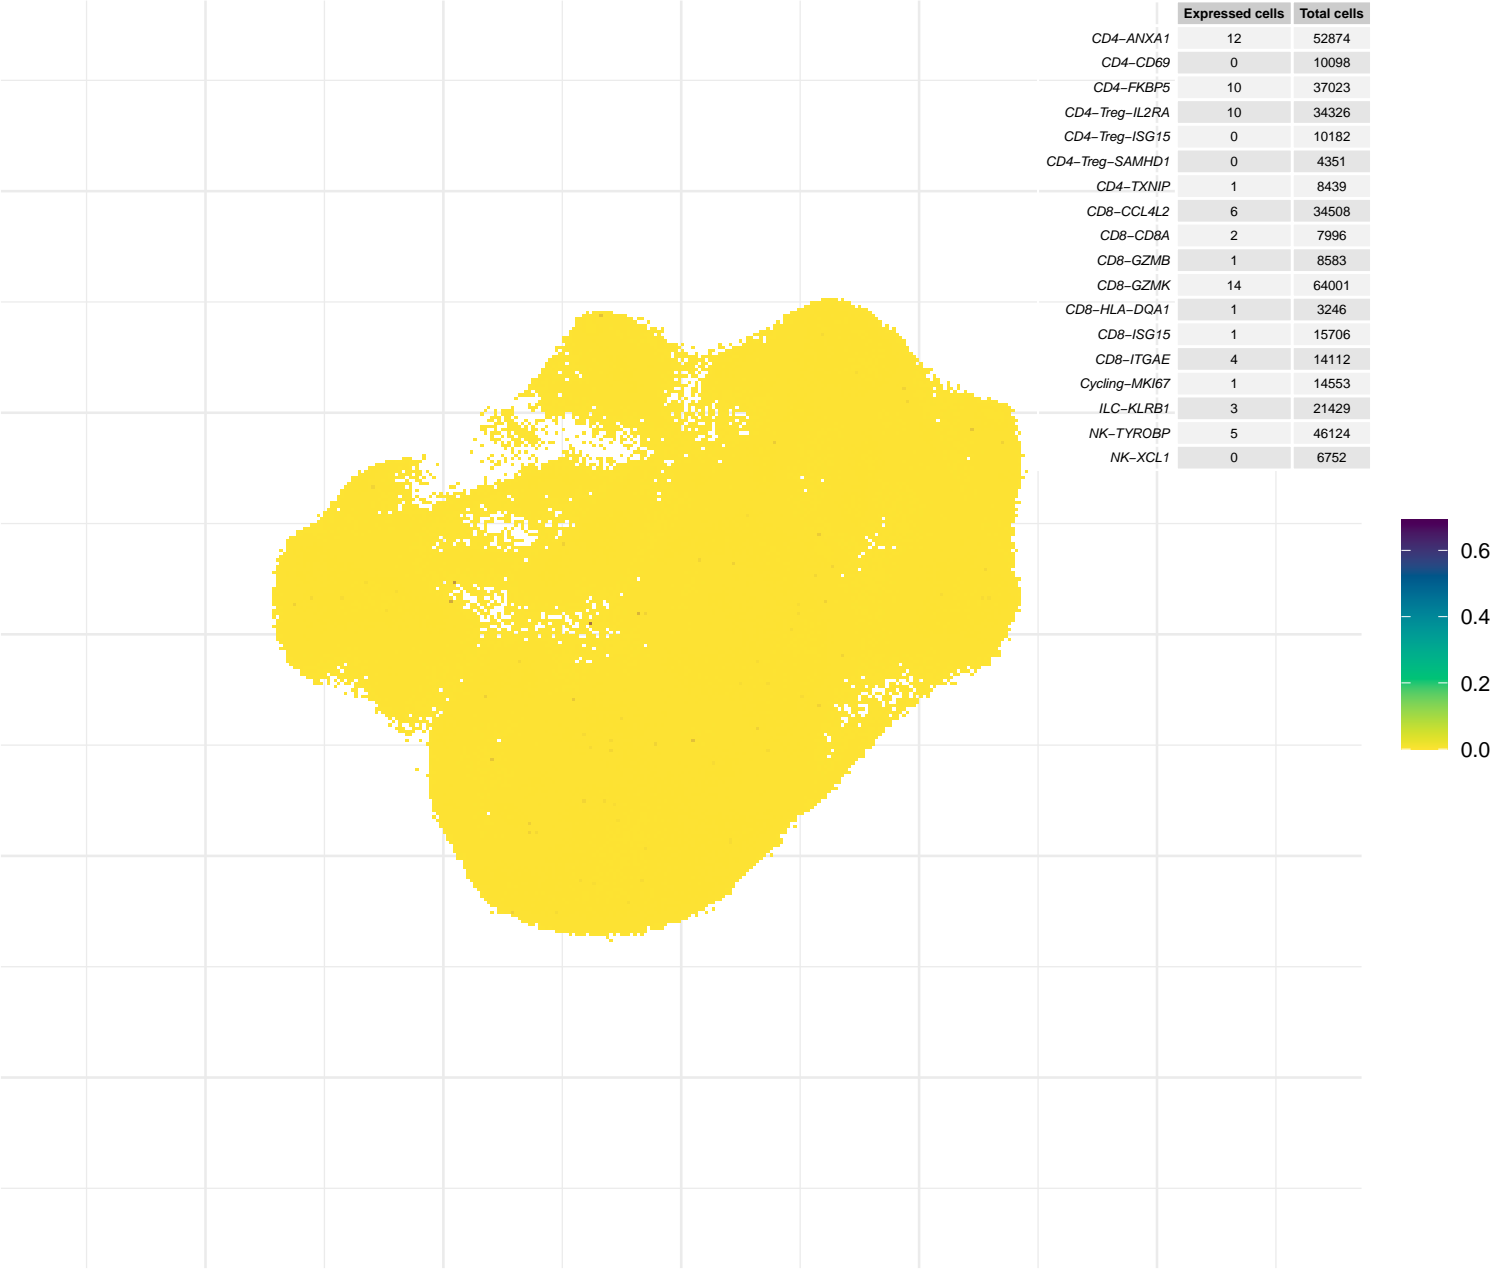 Expressed cells Total cells
CD4−ANXA1 12 52874
CD4−CD69 0 10098
CD4−FKBP5 10 37023
CD4−Treg−IL2RA 10 34326
CD4−Treg−ISG15 0 10182
CD4−Treg−SAMHD1 0 4351
CD4−TXNIP 1 8439
CD8−CCL4L2 6 34508
CD8−CD8A 2 7996
CD8−GZMB 1 8583
CD8−GZMK 14 64001
CD8−HLA−DQA1 1 3246
CD8−ISG15 1 15706
CD8−ITGAE 4 14112
Cycling−MKI67 1 14553
ILC−KLRB1 3 21429
NK−TYROBP 5 46124
NK−XCL1 0 6752
0.6
0.4
0.2
0.0